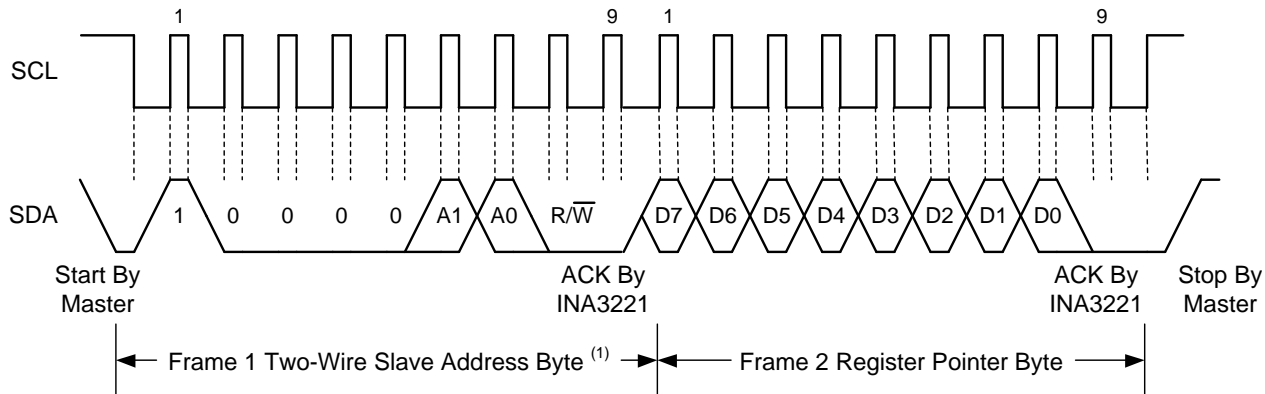 1 9 1 9
SCL
SDA 1 0 0 0 0 A1 A0 R/W̅ D7 D6 D5 D4 D3 D2 D1 D0
Start By
Master
ACK By
INA3221
ACK By
INA3221
Stop By
Master
Frame 1 Two-Wire Slave Address Byte (1)
Frame 2 Register Pointer Byte